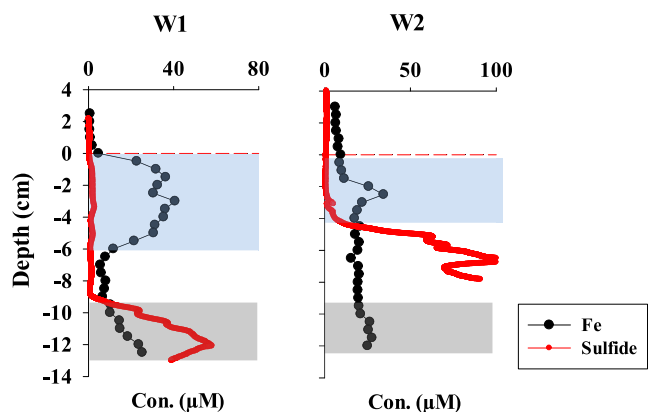 W1
W2
0 40 80
0 50 100
4
2
0
-2
-4
-6
-8
-10
-12
-14
Depth (cm)
Con. (μM)
Con. (μM)
Fe
Sulfide